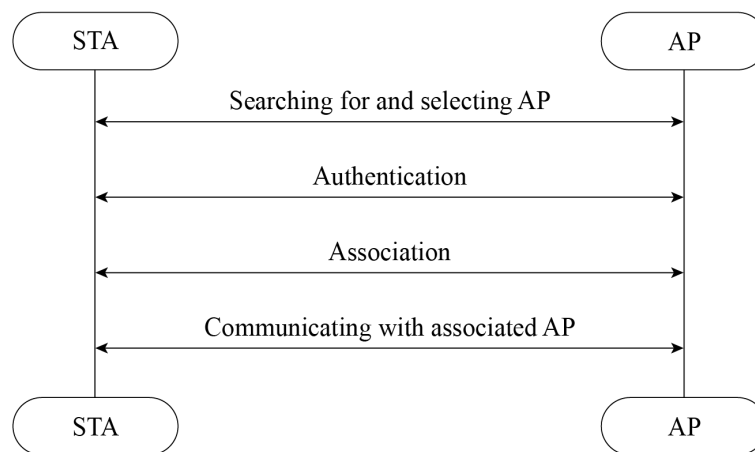 STA
AP
Searching for and selecting AP
Authentication
Association
Communicating with associated AP
STA
AP